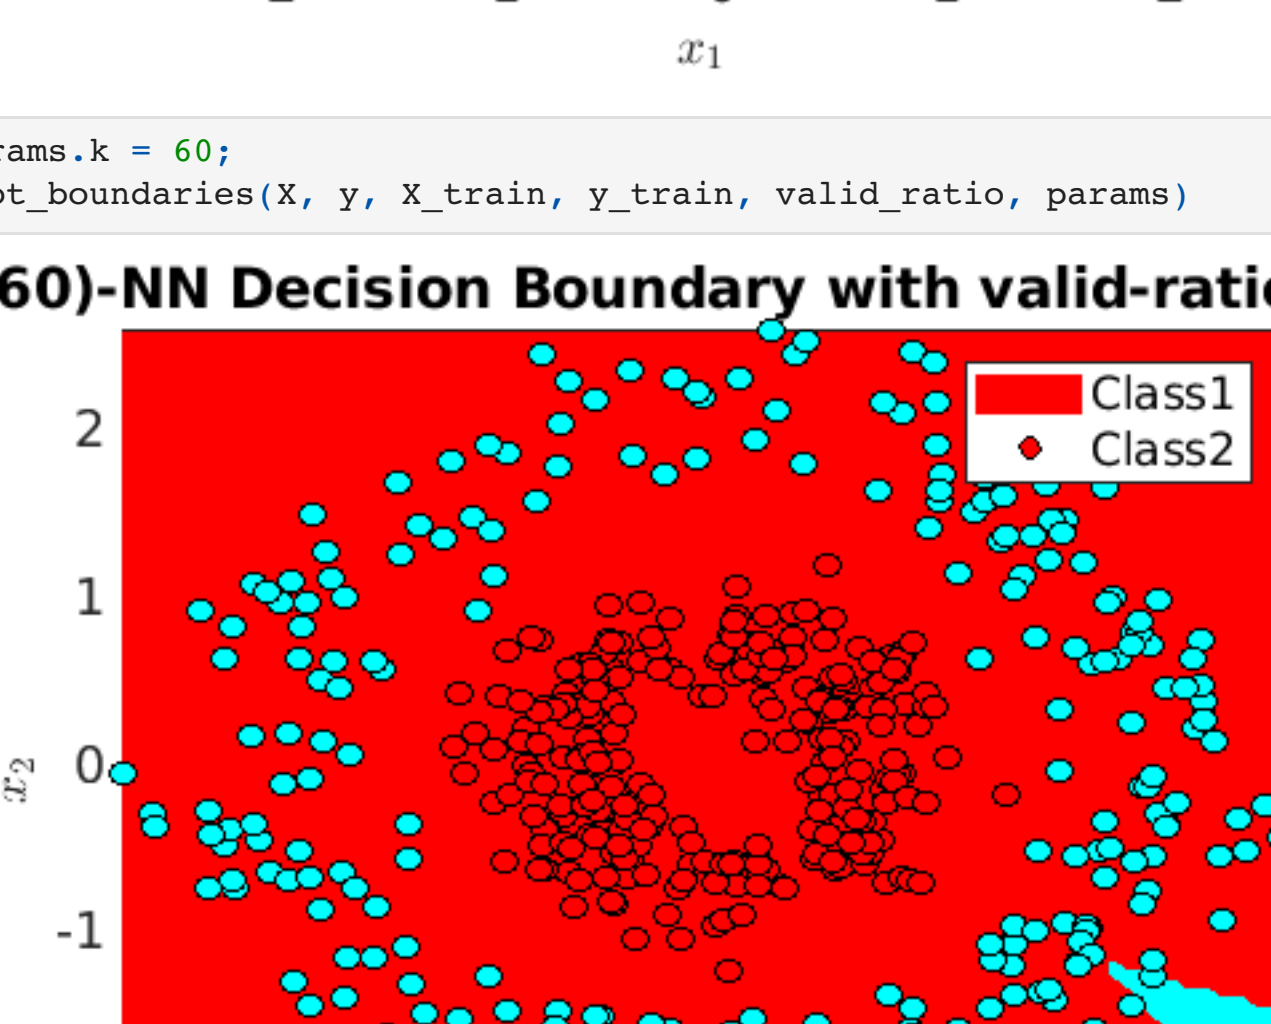 x1
rams.k = 60;
ot_boundaries(X, y, X_train, y_train, valid_ratio, params)
60)-NN Decision Boundary with valid-ratio
Class1
Class2
2
1
0
-1
x2